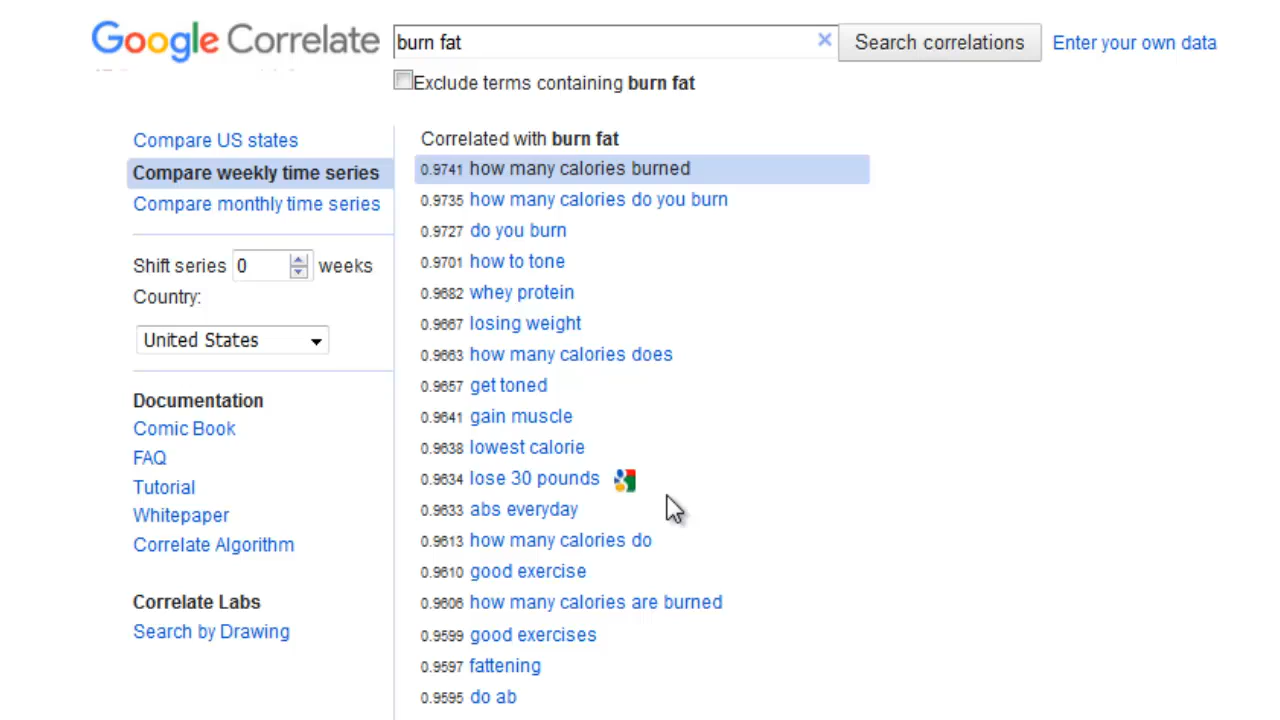 Google Correlate
burn fat
Search correlations
Enter your own data
Exclude terms containing burn fat
Compare US states
Compare weekly time series
Compare monthly time series
Shift series 0 weeks
Country:
United States
Documentation
Comic Book
FAQ
Tutorial
Whitepaper
Correlate Algorithm
Correlate Labs
Search by Drawing
Correlated with burn fat
0.9741 how many calories burned
0.9735 how many calories do you burn
0.9727 do you burn
0.9701 how to tone
0.9682 whey protein
0.9667 losing weight
0.9663 how many calories does
0.9657 get toned
0.9641 gain muscle
0.9638 lowest calorie
0.9634 lose 30 pounds
0.9633 abs everyday
0.9613 how many calories do
0.9610 good exercise
0.9606 how many calories are burned
0.9599 good exercises
0.9597 fattening
0.9595 do ab